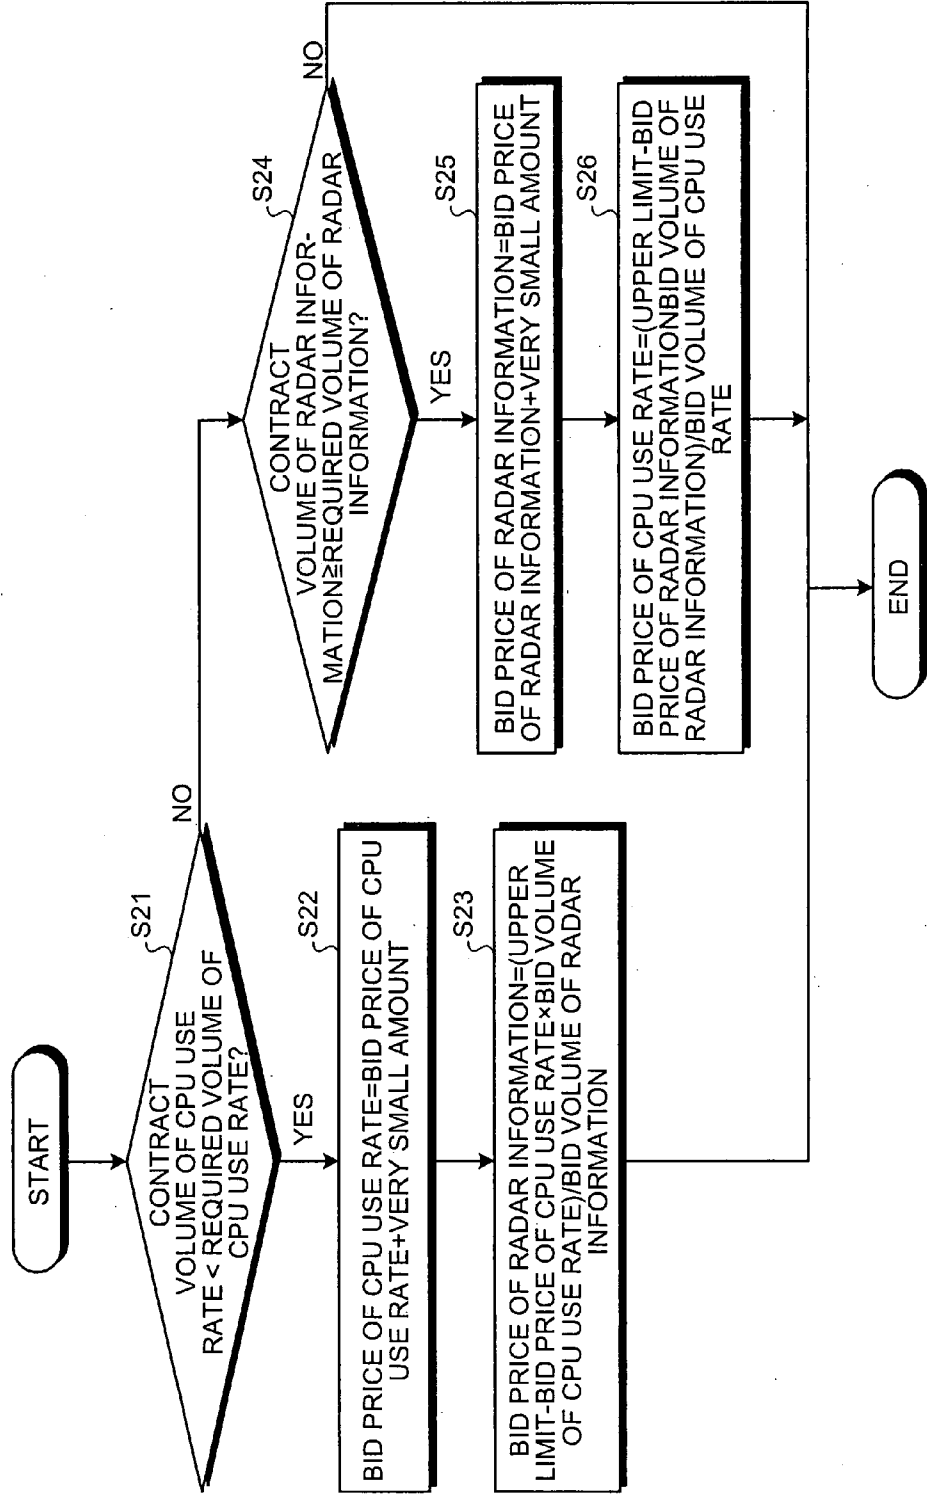 START
S21
CONTRACT
VOLUME OF CPU USE
RATE < REQUIRED VOLUME OF
CPU USE RATE?
NO
YES
S22
BID PRICE OF CPU USE RATE=BID PRICE OF CPU
USE RATE+VERY SMALL AMOUNT
S23
BID PRICE OF RADAR INFORMATION=(UPPER
LIMIT-BID PRICE OF CPU USE RATE×BID VOLUME
OF CPU USE RATE)/BID VOLUME OF RADAR
INFORMATION
S24
CONTRACT
VOLUME OF RADAR INFOR-
MATION≧REQUIRED VOLUME OF RADAR
INFORMATION?
NO
YES
S25
BID PRICE OF RADAR INFORMATION=BID PRICE
OF RADAR INFORMATION+VERY SMALL AMOUNT
S26
BID PRICE OF CPU USE RATE=(UPPER LIMIT-BID
PRICE OF RADAR INFORMATIONBID VOLUME OF
RADAR INFORMATION)/BID VOLUME OF CPU USE
RATE
END